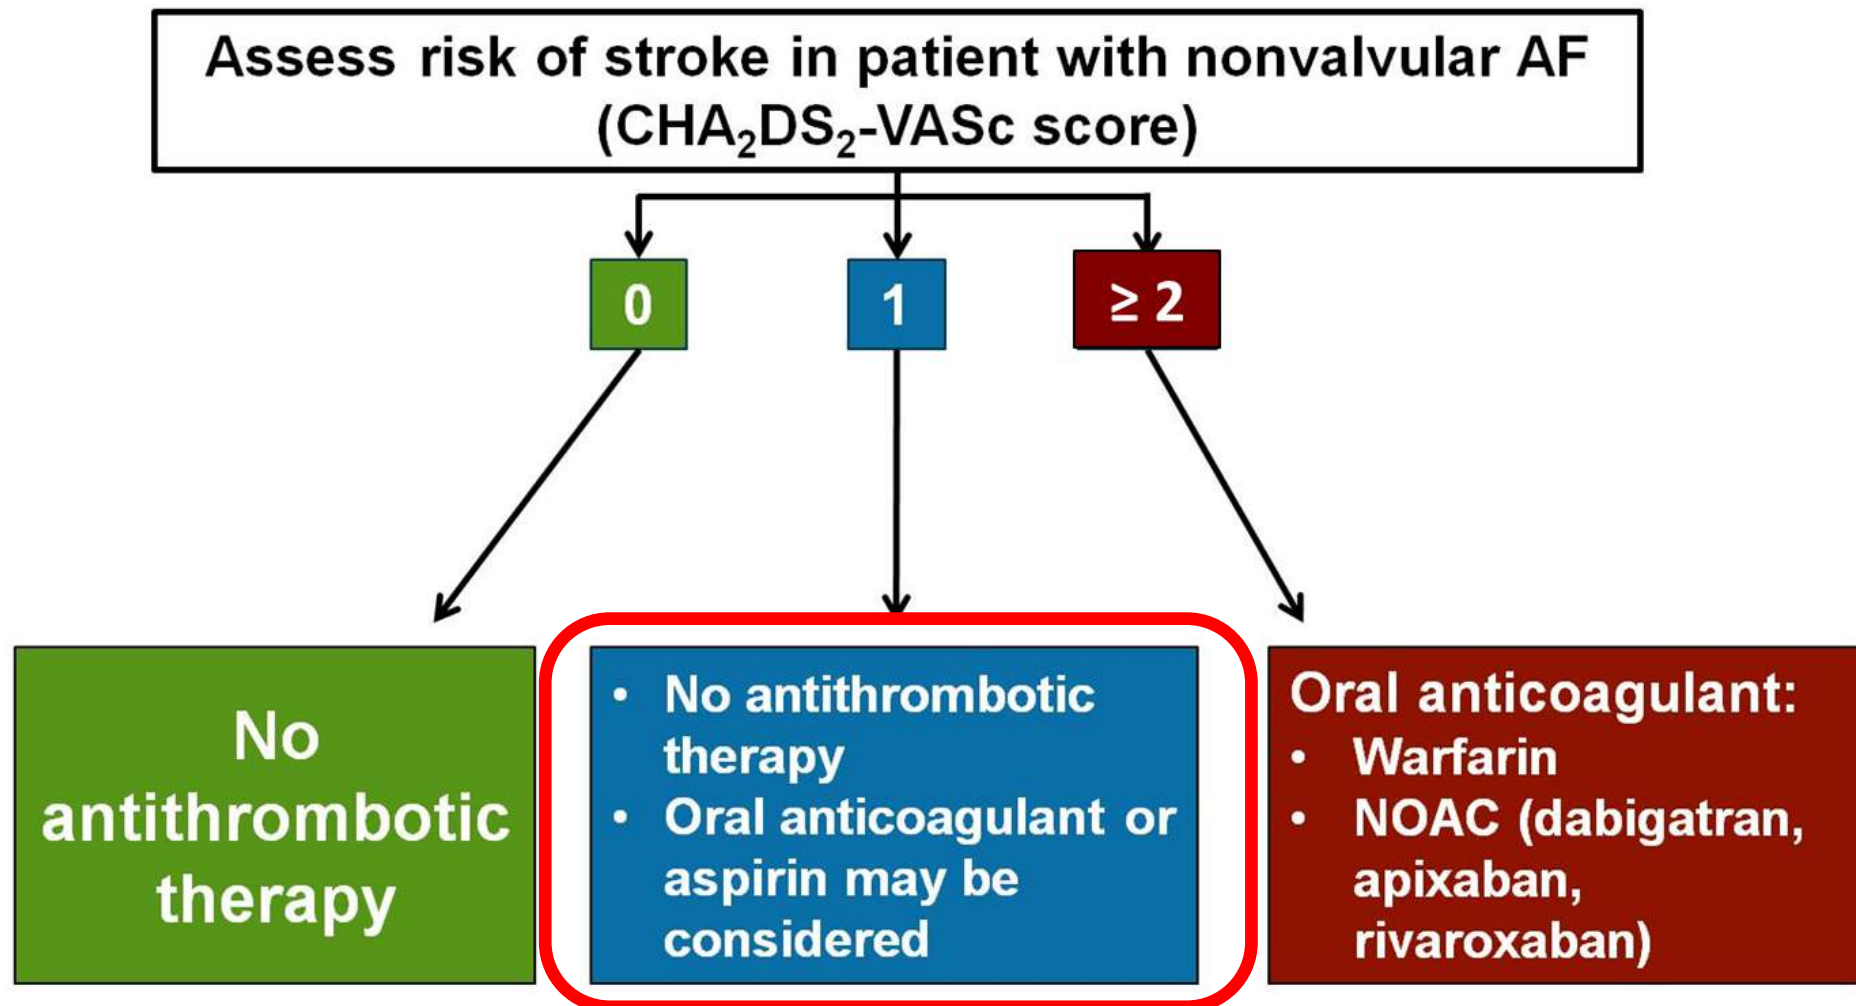 Assess risk of stroke in patient with nonvalvular AF
(CHA₂DS₂-VASc score)
0
1
≥ 2
No
antithrombotic
therapy
• No antithrombotic
therapy
• Oral anticoagulant or
aspirin may be
considered
Oral anticoagulant:
• Warfarin
• NOAC (dabigatran,
apixaban,
rivaroxaban)